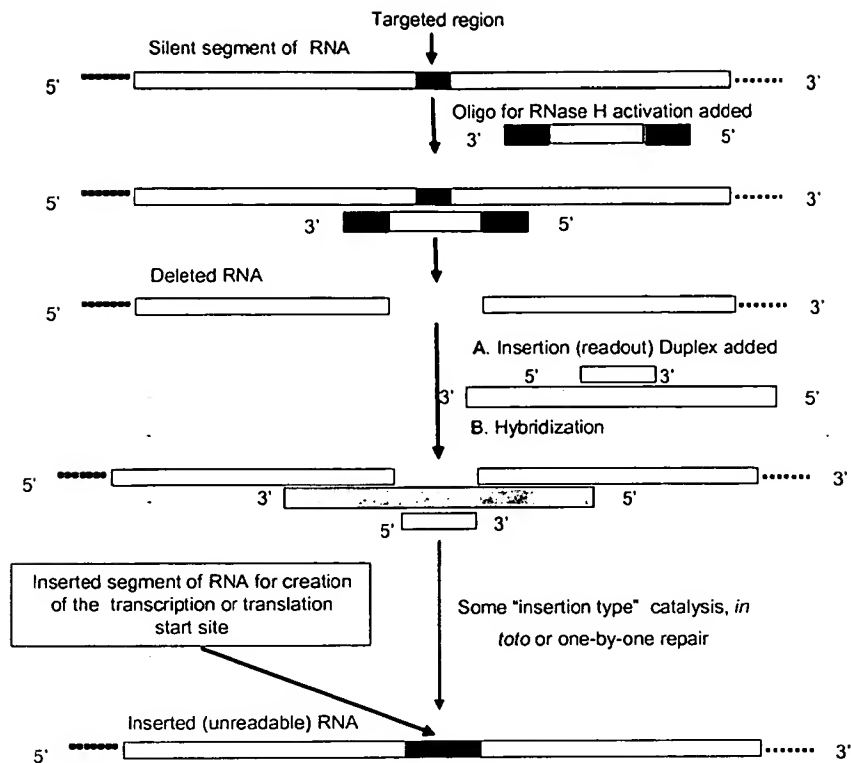 Targeted region
Silent segment of RNA
5'
3'
Oligo for RNase H activation added
3'
5'
5'
3'
3'
5'
Deleted RNA
5'
3'
A. Insertion (readout) Duplex added
5'
3'
3'
5'
B. Hybridization
5'
3'
3'
5'
5'
3'
Inserted segment of RNA for creation
of the transcription or translation
start site
Some "insertion type" catalysis, in
toto or one-by-one repair
Inserted (unreadable) RNA
5'
3'